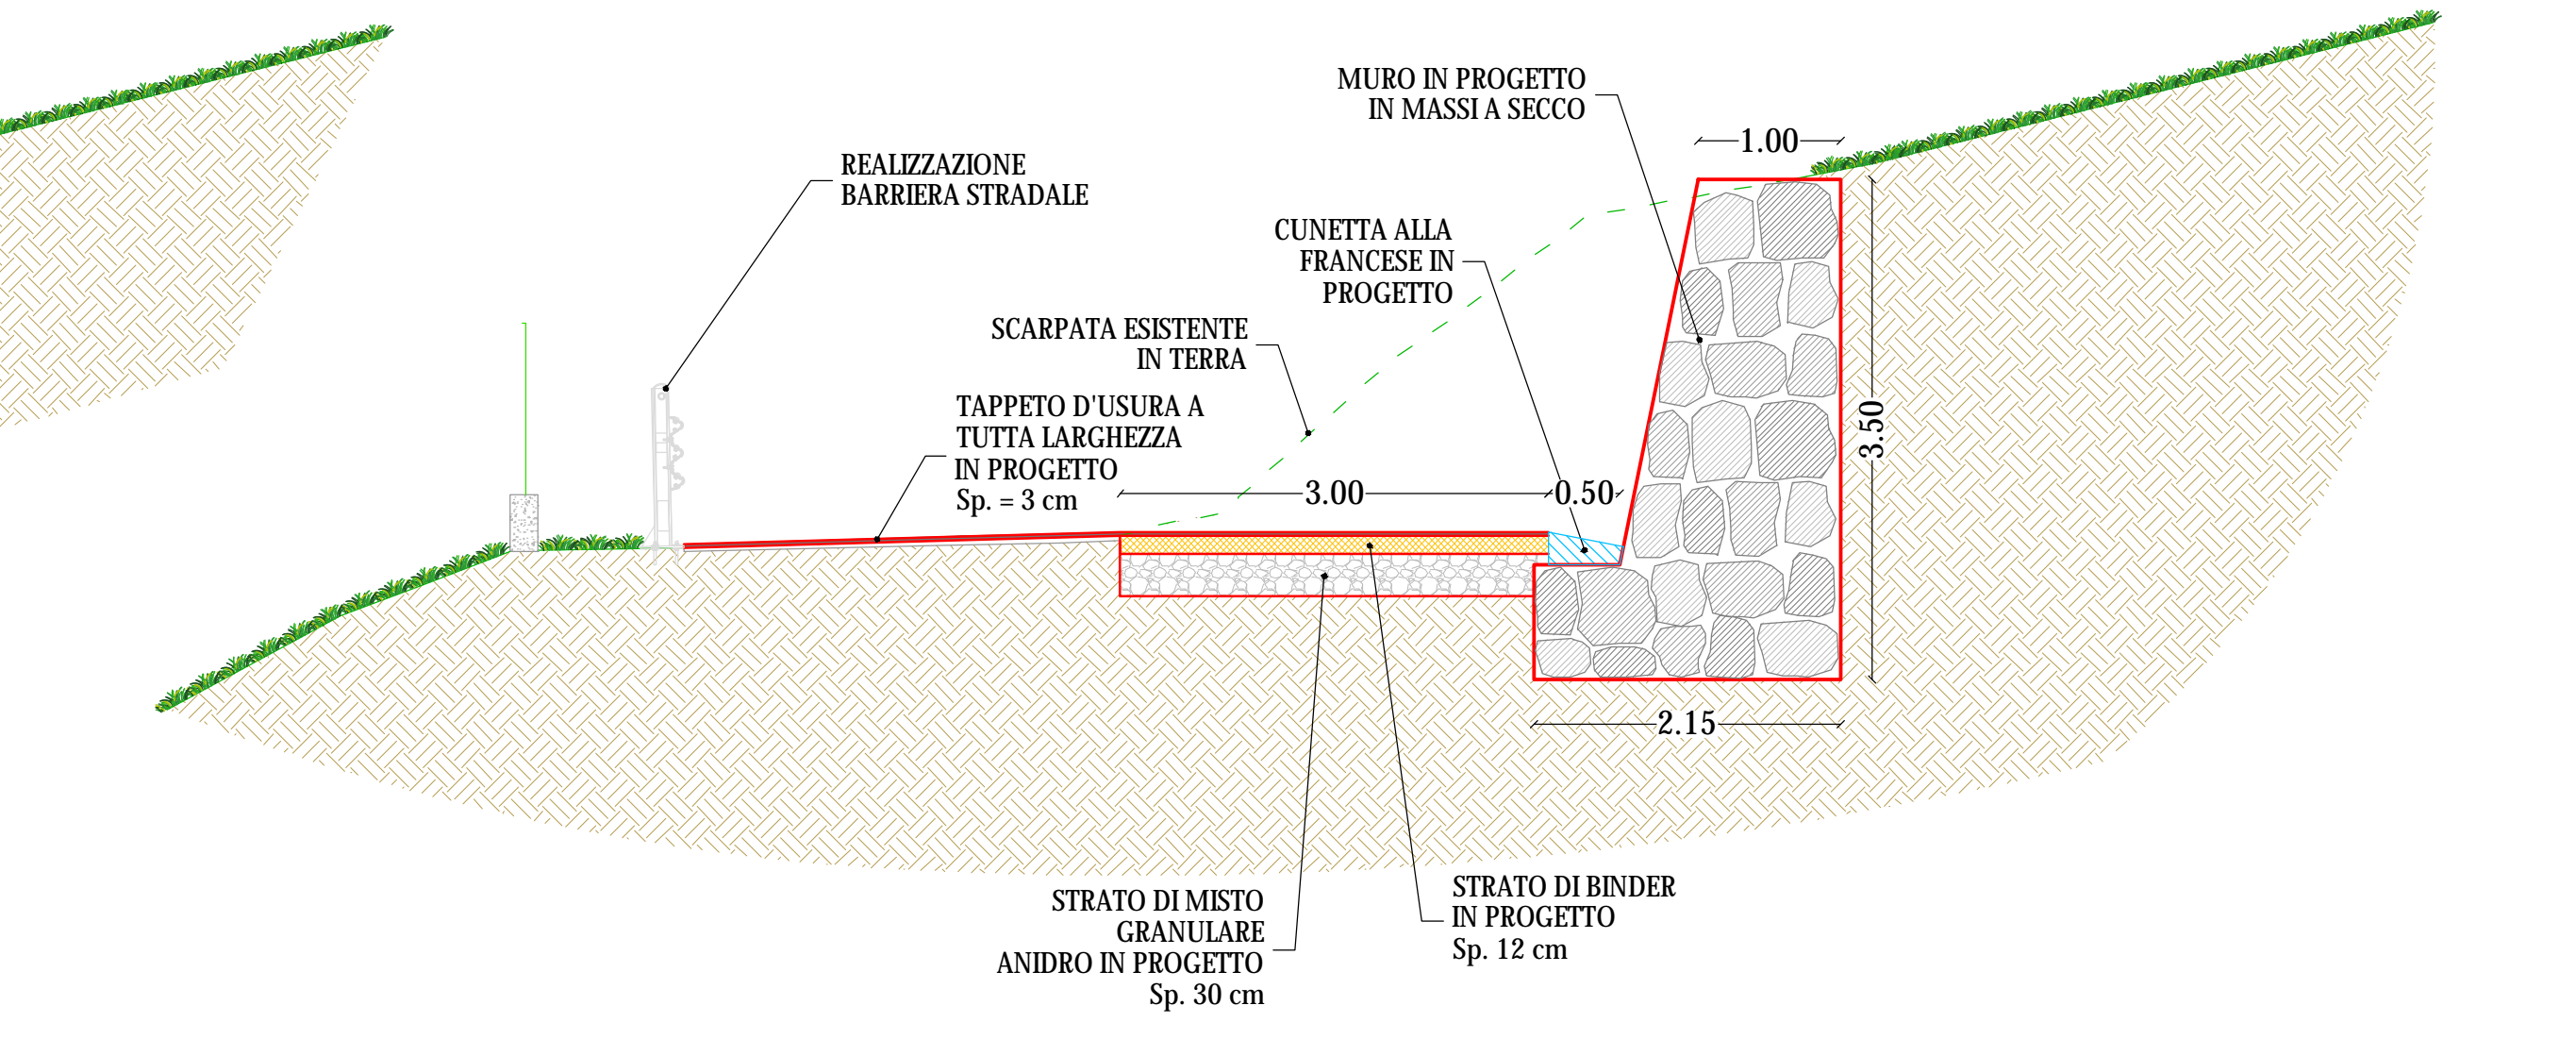 MURO IN PROGETTO
IN MASSI A SECCO
1.00
REALIZZAZIONE
BARRIERA STRADALE
CUNETTA ALLA
FRANCESE IN
PROGETTO
SCARPATA ESISTENTE
IN TERRA
TAPPETO D'USURA A
TUTTA LARGHEZZA
IN PROGETTO
Sp. = 3 cm
3.00
0.50
3.50
2.15
STRATO DI MISTO
GRANULARE
ANIDRO IN PROGETTO
Sp. 30 cm
STRATO DI BINDER
IN PROGETTO
Sp. 12 cm